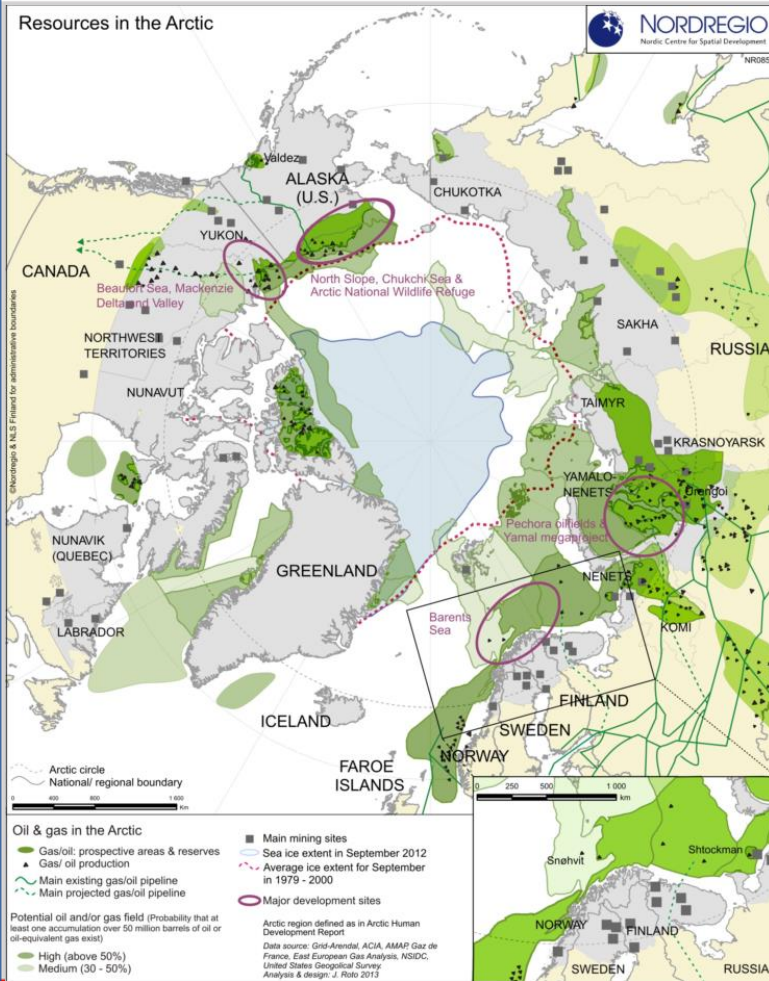 Resources in the Arctic
NORDREGIO
Nordic Centre for Spatial Development
NR085
Valdez
ALASKA
(U.S.)
CHUKOTKA
YUKON
CANADA
Beaufort Sea, Mackenzie
Delta and Valley
North Slope, Chukchi Sea &
Arctic National Wildlife Refuge
NORTHWEST
TERRITORIES
SAKHA
RUSSIA
NUNAVUT
TAIMYR
KRASNOYARSK
YAMALO-
NENETS
Urengoi
Pechora oilfields &
Yamal megaproject
NUNAVIK
(QUEBEC)
GREENLAND
NENETS
LABRADOR
Barents
Sea
KOMI
FINLAND
ICELAND
SWEDEN
NORWAY
FAROE
ISLANDS
©Nordregio & NLS Finland for administrative boundaries
Arctic circle
National/ regional boundary
0 400 800 1 600
Km
0 250 500 1 000
km
Snøhvit
Shtockman
NORWAY
FINLAND
SWEDEN
RUSSIA
Oil & gas in the Arctic
Gas/oil: prospective areas & reserves
Gas/ oil production
Main existing gas/oil pipeline
Main projected gas/oil pipeline
Potential oil and/or gas field (Probability that at
least one accumulation over 50 million barrels of oil or
oil-equivalent gas exist)
High (above 50%)
Medium (30 - 50%)
Main mining sites
Sea ice extent in September 2012
Average ice extent for September
in 1979 - 2000
Major development sites
Arctic region defined as in Arctic Human
Development Report
Data source: Grid-Arendal, ACIA, AMAP, Gaz de
France, East European Gas Analysis, NSIDC,
United States Geogolical Survey.
Analysis & design: J. Roto 2013